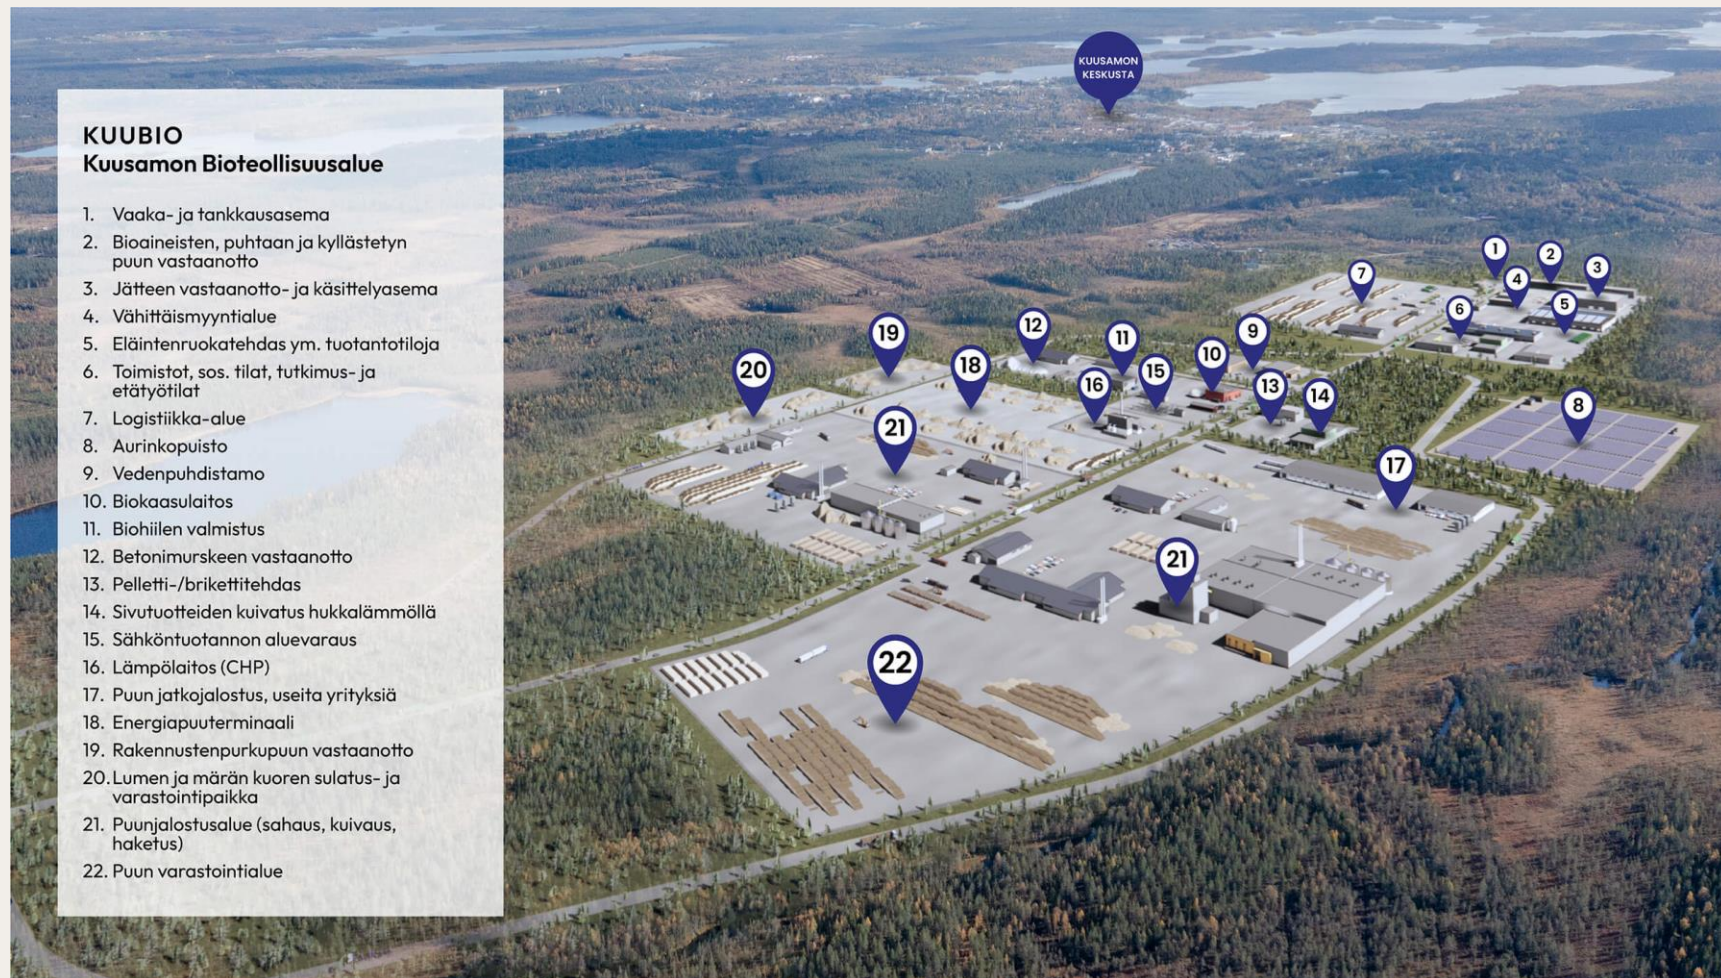 KUUSAMON
KESKUSTA
KUUBIO
Kuusamon Bioteollisuusalue
1. Vaaka- ja tankkausasema
2. Bioaineisten, puhtaan ja kyllästetyn
puun vastaanotto
3. Jätteen vastaanotto- ja käsittelyasema
4. Vähittäismyyntialue
5. Eläintenruokatehdas ym. tuotantotiloja
6. Toimistot, sos. tilat, tutkimus- ja
etätyötilat
7. Logistiikka-alue
8. Aurinkopuisto
9. Vedenpuhdistamo
10. Biokaasulaitos
11. Biohiilen valmistus
12. Betonimurskeen vastaanotto
13. Pelletti-/brikettitehdas
14. Sivutuotteiden kuivatus hukkalämmöllä
15. Sähköntuotannon aluevaraus
16. Lämpölaitos (CHP)
17. Puun jatkojalostus, useita yrityksiä
18. Energiapuuterminaali
19. Rakennustenpurkupuun vastaanotto
20. Lumen ja märän kuoren sulatus- ja
varastointipaikka
21. Puunjalostusalue (sahaus, kuivaus,
haketus)
22. Puun varastointialue
1
2
3
4
5
6
7
8
9
10
11
12
13
14
15
16
17
18
19
20
21
21
22